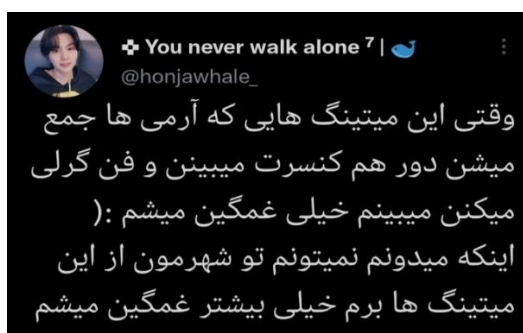 You never walk alone ⁷ | 🐳
@honjawhale_
وقتی این میتینگ هایی که آرمی ها جمع
میشن دور هم کنسرت میبینن و فن گرلی
میکنن میبینم خیلی غمگین میشم :(
اینکه میدونم نمیتونم تو شهرمون از این
میتینگ ها برم خیلی بیشتر غمگین میشم